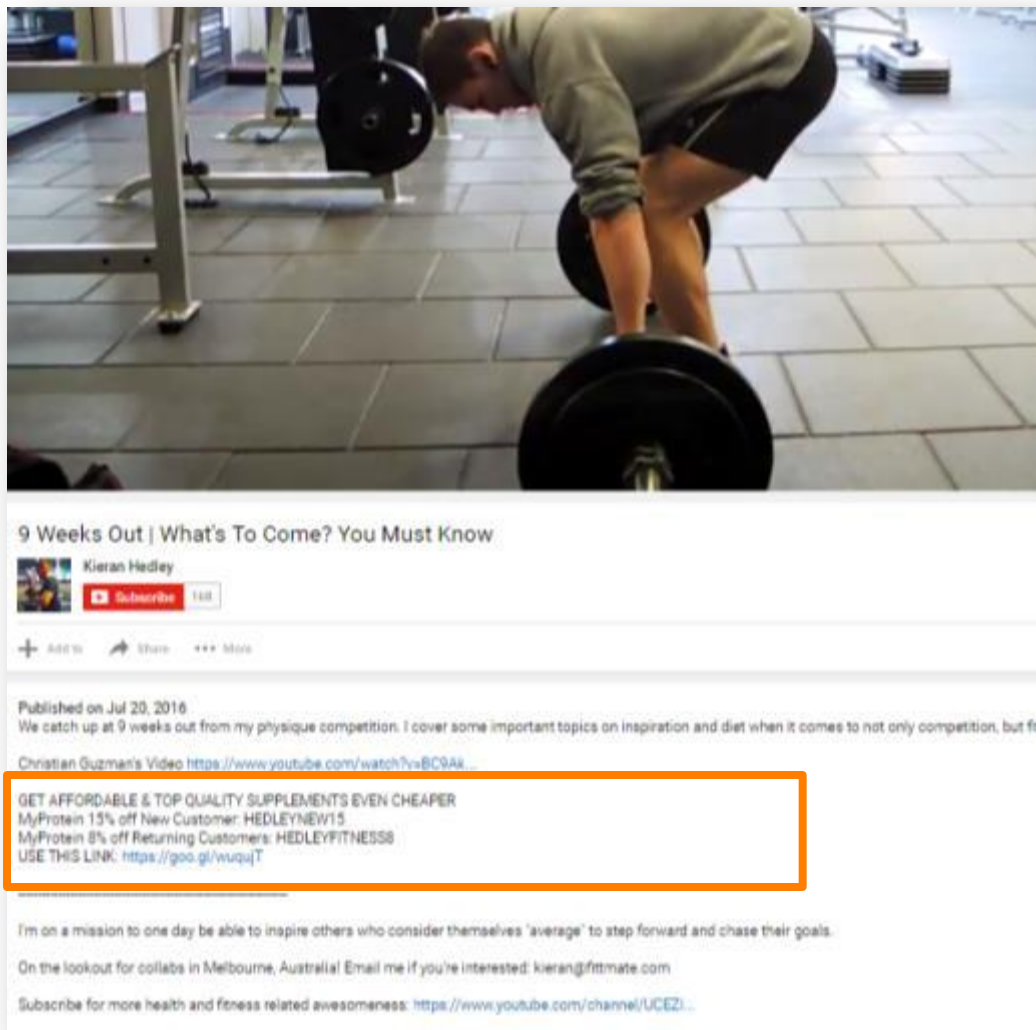 9 Weeks Out | What's To Come? You Must Know
Kieran Hedley
Subscribe 168
Add to Share More
Published on Jul 20, 2016
We catch up at 9 weeks out from my physique competition. I cover some important topics on inspiration and diet when it comes to not only competition, but
Christian Guzman's Video https://www.youtube.com/watch?v=BC9Ak...
GET AFFORDABLE & TOP QUALITY SUPPLEMENTS EVEN CHEAPER
MyProtein 15% off New Customer: HEDLEYNEW15
MyProtein 8% off Returning Customers: HEDLEYFITNESS8
USE THIS LINK: https://goo.gl/wuqujT
I'm on a mission to one day be able to inspire others who consider themselves 'average' to step forward and chase their goals.
On the lookout for collabs in Melbourne, Australia! Email me if you're interested: kieran@fittmate.com
Subscribe for more health and fitness related awesomeness: https://www.youtube.com/channel/UCEZI...